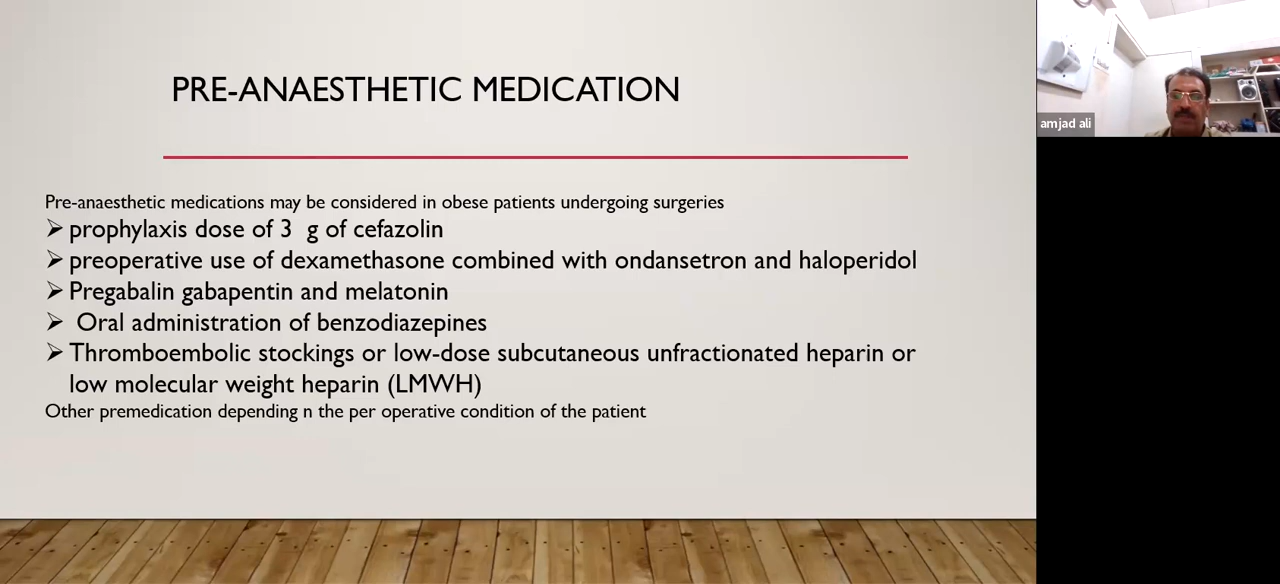 PRE-ANAESTHETIC MEDICATION
Pre-anaesthetic medications may be considered in obese patients undergoing surgeries
➢ prophylaxis dose of 3 g of cefazolin
➢ preoperative use of dexamethasone combined with ondansetron and haloperidol
➢ Pregabalin gabapentin and melatonin
➢ Oral administration of benzodiazepines
➢ Thromboembolic stockings or low-dose subcutaneous unfractionated heparin or
low molecular weight heparin (LMWH)
Other premedication depending n the per operative condition of the patient
amjad ali